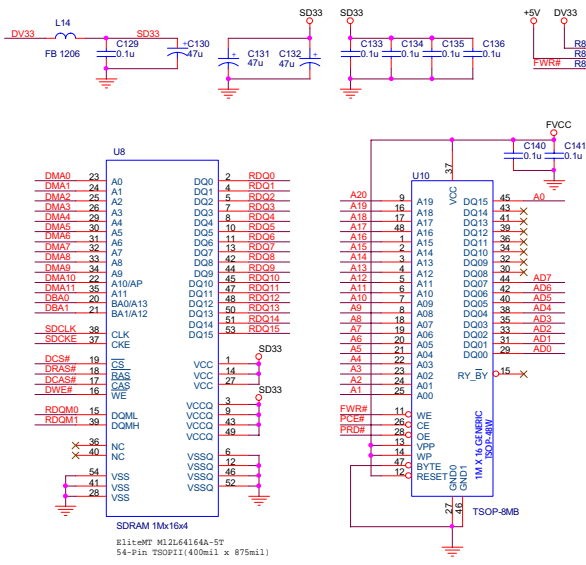 SD33 SD33 +5V DV33
DV33 L14 SD33
FB 1206
C129 0.1u
C130 47u
C131 47u
C132 47u
C133 0.1u
C134 0.1u
C135 0.1u
C136 0.1u
R8
R8
FWR# R8
FVCC
C140 0.1u
C141 0.1u
U8
DMA0 23 A0 DQ0 2 RDQ0
DMA1 24 A1 DQ1 4 RDQ1
DMA2 25 A2 DQ2 5 RDQ2
DMA3 26 A3 DQ3 7 RDQ3
DMA4 29 A4 DQ4 8 RDQ4
DMA5 30 A5 DQ5 10 RDQ5
DMA6 31 A6 DQ6 11 RDQ6
DMA7 32 A7 DQ7 13 RDQ7
DMA8 33 A8 DQ8 42 RDQ8
DMA9 34 A9 DQ9 44 RDQ9
DMA10 22 A10/AP DQ10 45 RDQ10
DMA11 35 A11 DQ11 47 RDQ11
DBA0 20 BA0/A13 DQ12 48 RDQ12
DBA1 21 BA1/A12 DQ13 50 RDQ13
DQ14 51 RDQ14
SDCLK 38 CLK DQ15 53 RDQ15
SDCKE 37 CKE
SD33
DCS# 19 CS VCC 1
DRAS# 18 RAS VCC 14
DCAS# 17 CAS VCC 27
DWE# 16 WE
SD33
RDQM0 15 DQML VCCQ 3
RDQM1 39 DQMH VCCQ 9
VCCQ 43
VCCQ 49
36 NC
40 NC
VSSQ 6
VSSQ 12
VSSQ 46
VSSQ 52
54 VSS
41 VSS
28 VSS
SDRAM 1Mx16x4
EliteMT M12L64164A-5T
54-Pin TSOPII(400mil x 875mil)
U10
37 VCC
A20 9 A19 DQ15 45 A0
A19 16 A18 DQ14 43
A18 17 A17 DQ13 41
A17 48 A16 DQ12 39
A16 1 A15 DQ11 36
A15 2 A14 DQ10 34
A14 3 A13 DQ09 32
A13 4 A12 DQ08 30
A12 5 A11 DQ07 44 AD7
A11 6 A10 DQ06 42 AD6
A10 7 A09 DQ05 40 AD5
A9 8 A08 DQ04 38 AD4
A8 18 A07 DQ03 35 AD3
A7 19 A06 DQ02 33 AD2
A6 20 A05 DQ01 31 AD1
A5 21 A04 DQ00 29 AD0
A4 22 A03
A3 23 A02 RY_BY 15
A2 24 A01
A1 25 A00
FWR# 11 WE
PCE# 26 CE
PRD# 28 OE
13 VPP
14 WP
47 BYTE
12 RESET
1M X 16 GENERIC
TSOP-48W
GND0 27
GND1 46
TSOP-8MB